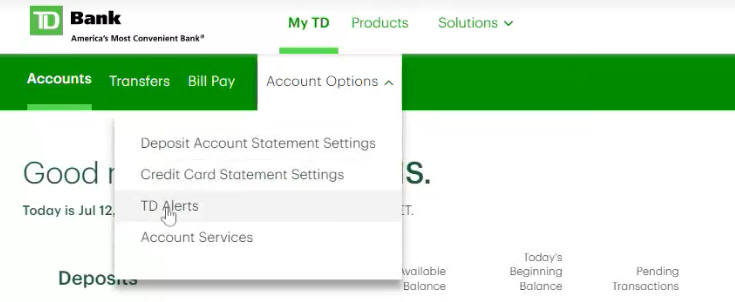 TD Bank
America's Most Convenient Bank®
My TD Products Solutions
Accounts Transfers Bill Pay Account Options
Deposit Account Statement Settings
Credit Card Statement Settings
TD Alerts
Account Services
Good
S.
Today is Jul 12,
ET.
Deposits
Available
Balance
Today's
Beginning
Balance
Pending
Transactions